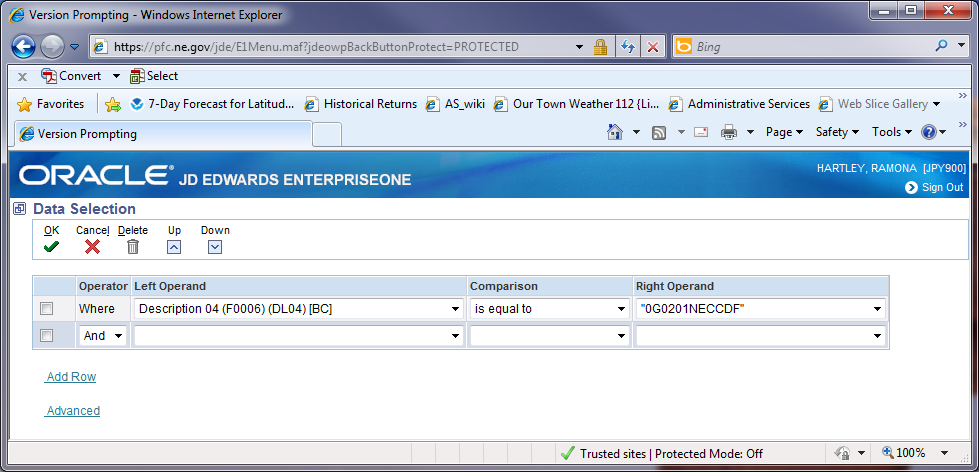 Version Prompting - Windows Internet Explorer
https://pfc.ne.gov/jde/E1Menu.maf?jdeowpBackButtonProtect=PROTECTED
Bing
x Convert Select
Favorites 7-Day Forecast for Latitud... Historical Returns AS_wiki Our Town Weather 112 {Li... Administrative Services Web Slice Gallery »
Version Prompting Page Safety Tools »
ORACLE® JD EDWARDS ENTERPRISEONE
HARTLEY, RAMONA [JPY900]
Sign Out
Data Selection
OK Cancel Delete Up Down
Operator Left Operand Comparison Right Operand
Where Description 04 (F0006) (DL04) [BC] is equal to "0G0201NECCDF"
And
Add Row
Advanced
Trusted sites | Protected Mode: Off 100%